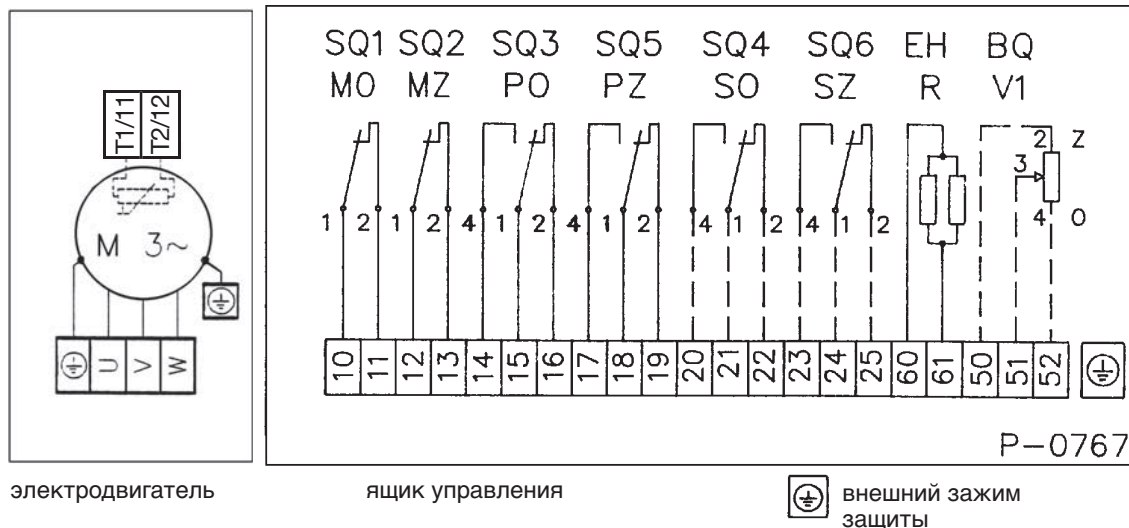 SQ1 SQ2 SQ3 SQ5 SQ4 SQ6 EH BQ
MO MZ PO PZ SO SZ R V1
T1/11
T2/12
M 3~
U
V
W
2 Z
3
4 O
1 2 1 2 4 1 2 4 1 2 4 1 2 4 1 2
10 11 12 13 14 15 16 17 18 19 20 21 22 23 24 25 60 61 50 51 52
P-0767
электродвигатель
ящик управления
внешний зажим
защиты